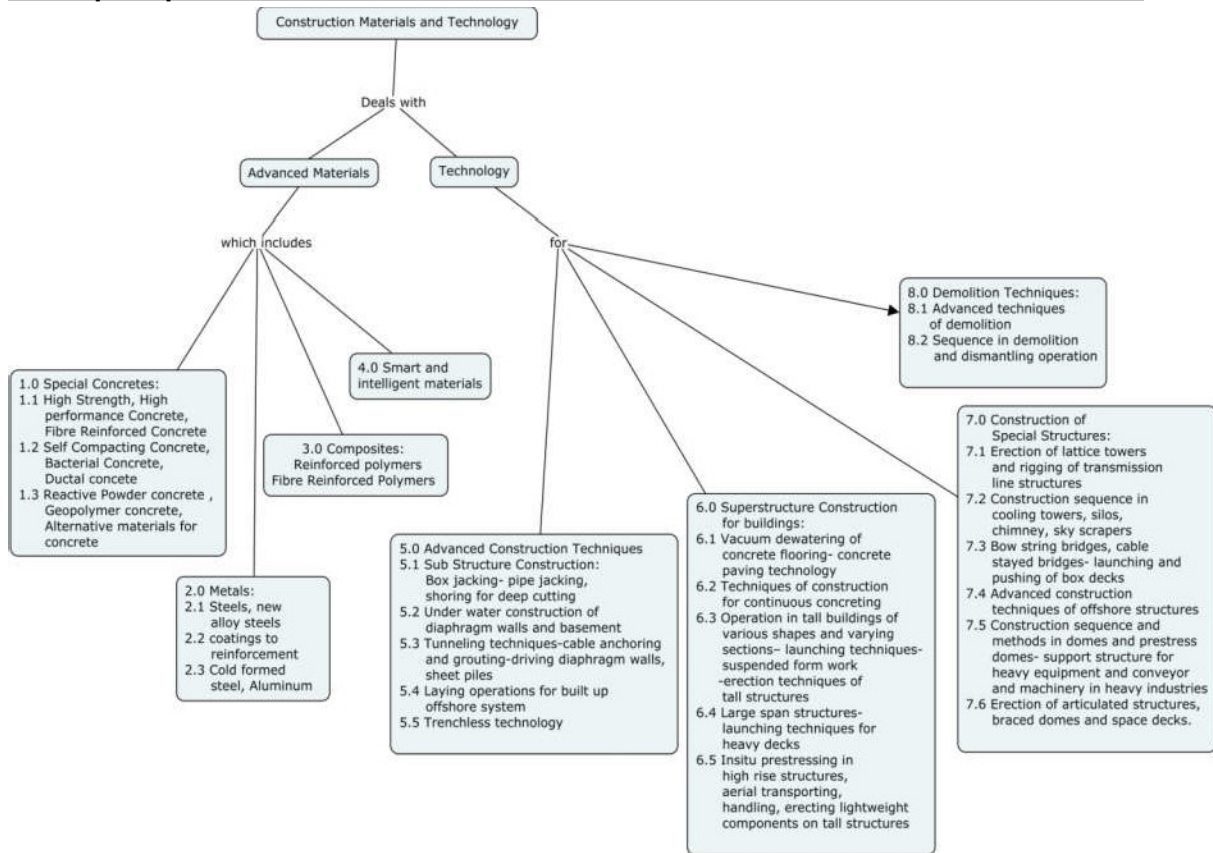 Construction Materials and Technology
Deals with
Advanced Materials
Technology
which includes
for
1.0 Special Concretes:
1.1 High Strength, High
performance Concrete,
Fibre Reinforced Concrete
1.2 Self Compacting Concrete,
Bacterial Concrete,
Ductal concete
1.3 Reactive Powder concrete ,
Geopolymer concrete,
Alternative materials for
concrete
2.0 Metals:
2.1 Steels, new
alloy steels
2.2 coatings to
reinforcement
2.3 Cold formed
steel, Aluminum
3.0 Composites:
Reinforced polymers
Fibre Reinforced Polymers
4.0 Smart and
intelligent materials
5.0 Advanced Construction Techniques
5.1 Sub Structure Construction:
Box jacking- pipe jacking,
shoring for deep cutting
5.2 Under water construction of
diaphragm walls and basement
5.3 Tunneling techniques-cable anchoring
and grouting-driving diaphragm walls,
sheet piles
5.4 Laying operations for built up
offshore system
5.5 Trenchless technology
6.0 Superstructure Construction
for buildings:
6.1 Vacuum dewatering of
concrete flooring- concrete
paving technology
6.2 Techniques of construction
for continuous concreting
6.3 Operation in tall buildings of
various shapes and varying
sections– launching techniques-
suspended form work
-erection techniques of
tall structures
6.4 Large span structures-
launching techniques for
heavy decks
6.5 Insitu prestressing in
high rise structures,
aerial transporting,
handling, erecting lightweight
components on tall structures
7.0 Construction of
Special Structures:
7.1 Erection of lattice towers
and rigging of transmission
line structures
7.2 Construction sequence in
cooling towers, silos,
chimney, sky scrapers
7.3 Bow string bridges, cable
stayed bridges- launching and
pushing of box decks
7.4 Advanced construction
techniques of offshore structures
7.5 Construction sequence and
methods in domes and prestress
domes- support structure for
heavy equipment and conveyor
and machinery in heavy industries
7.6 Erection of articulated structures,
braced domes and space decks.
8.0 Demolition Techniques:
8.1 Advanced techniques
of demolition
8.2 Sequence in demolition
and dismantling operation